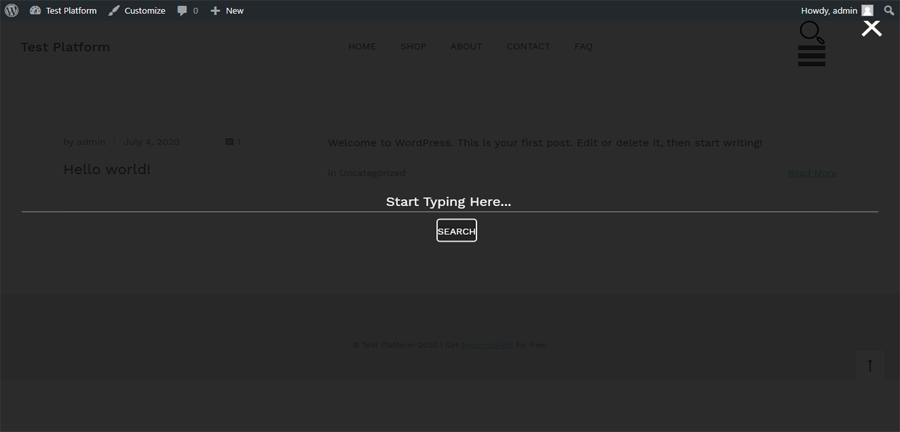 Test Platform Customize 0 New Howdy, admin
Test Platform HOME SHOP ABOUT CONTACT FAQ
by admin July 4, 2020 1
Welcome to WordPress. This is your first post. Edit or delete it, then start writing!
Hello world!
in Uncategorized Read More
Start Typing Here...
SEARCH
© Test Platform 2020 | Get for Free